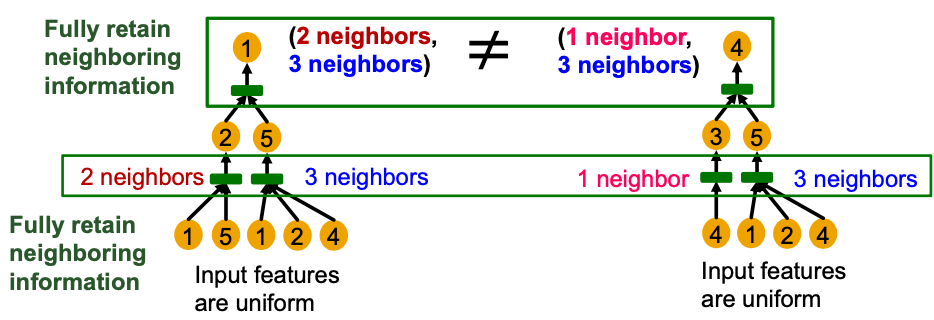 Fully retain
neighboring
information
1
(2 neighbors,
3 neighbors)
≠
(1 neighbor,
3 neighbors)
4
2
5
3
5
2 neighbors
3 neighbors
1 neighbor
3 neighbors
Fully retain
neighboring
information
1 5 1 2 4
4 1 2 4
Input features
are uniform
Input features
are uniform